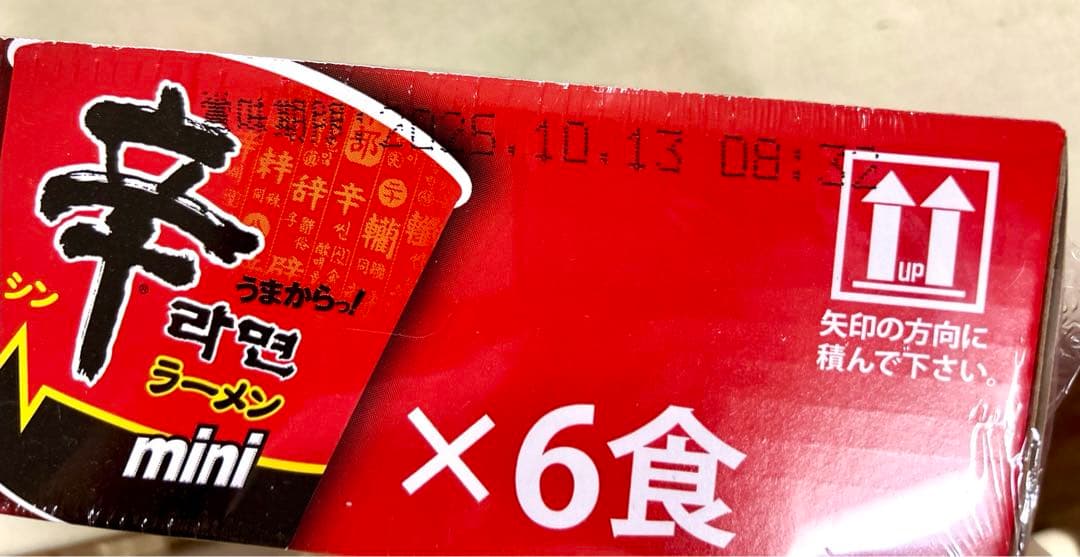 賞味期限:2025.10.13 08:32
辛
シン
라면
うまからっ!
ラーメン
mini
×6食
UP
矢印の方向に
積んで下さい。